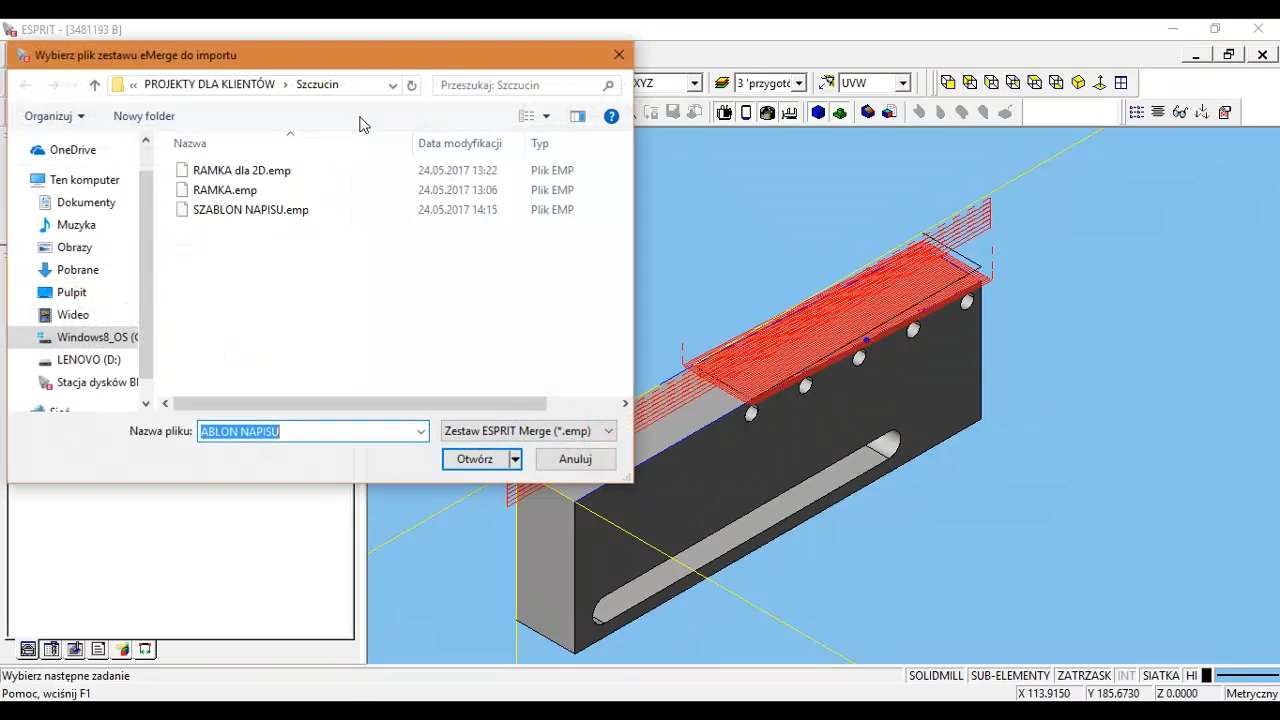 ESPRIT - [3481193 B]
Wybierz plik zestawu eMerge do importu
XYZ
UVW
« PROJEKTY DLA KLIENTÓW › Szczucin
Przeszukaj: Szczucin
Organizuj
Nowy folder
Nazwa
Data modyfikacji
Typ
OneDrive
Ten komputer
Dokumenty
Muzyka
Obrazy
Pobrane
Pulpit
Wideo
Windows8_OS (C
LENOVO (D:)
Stacja dysków Bl
RAMKA dla 2D.emp 24.05.2017 13:22 Plik EMP
RAMKA.emp 24.05.2017 13:06 Plik EMP
SZABLON NAPISU.emp 24.05.2017 14:15 Plik EMP
Nazwa pliku:
ABLON NAPISU
Zestaw ESPRIT Merge (*.emp)
Otwórz
Anuluj
Wybierz następne zadanie
SOLIDMILL SUB-ELEMENTY ZATRZASK INT SIATKA HI
Pomoc, wciśnij F1
X 113.9150 Y 185.6730 Z 0.0000 Metryczny